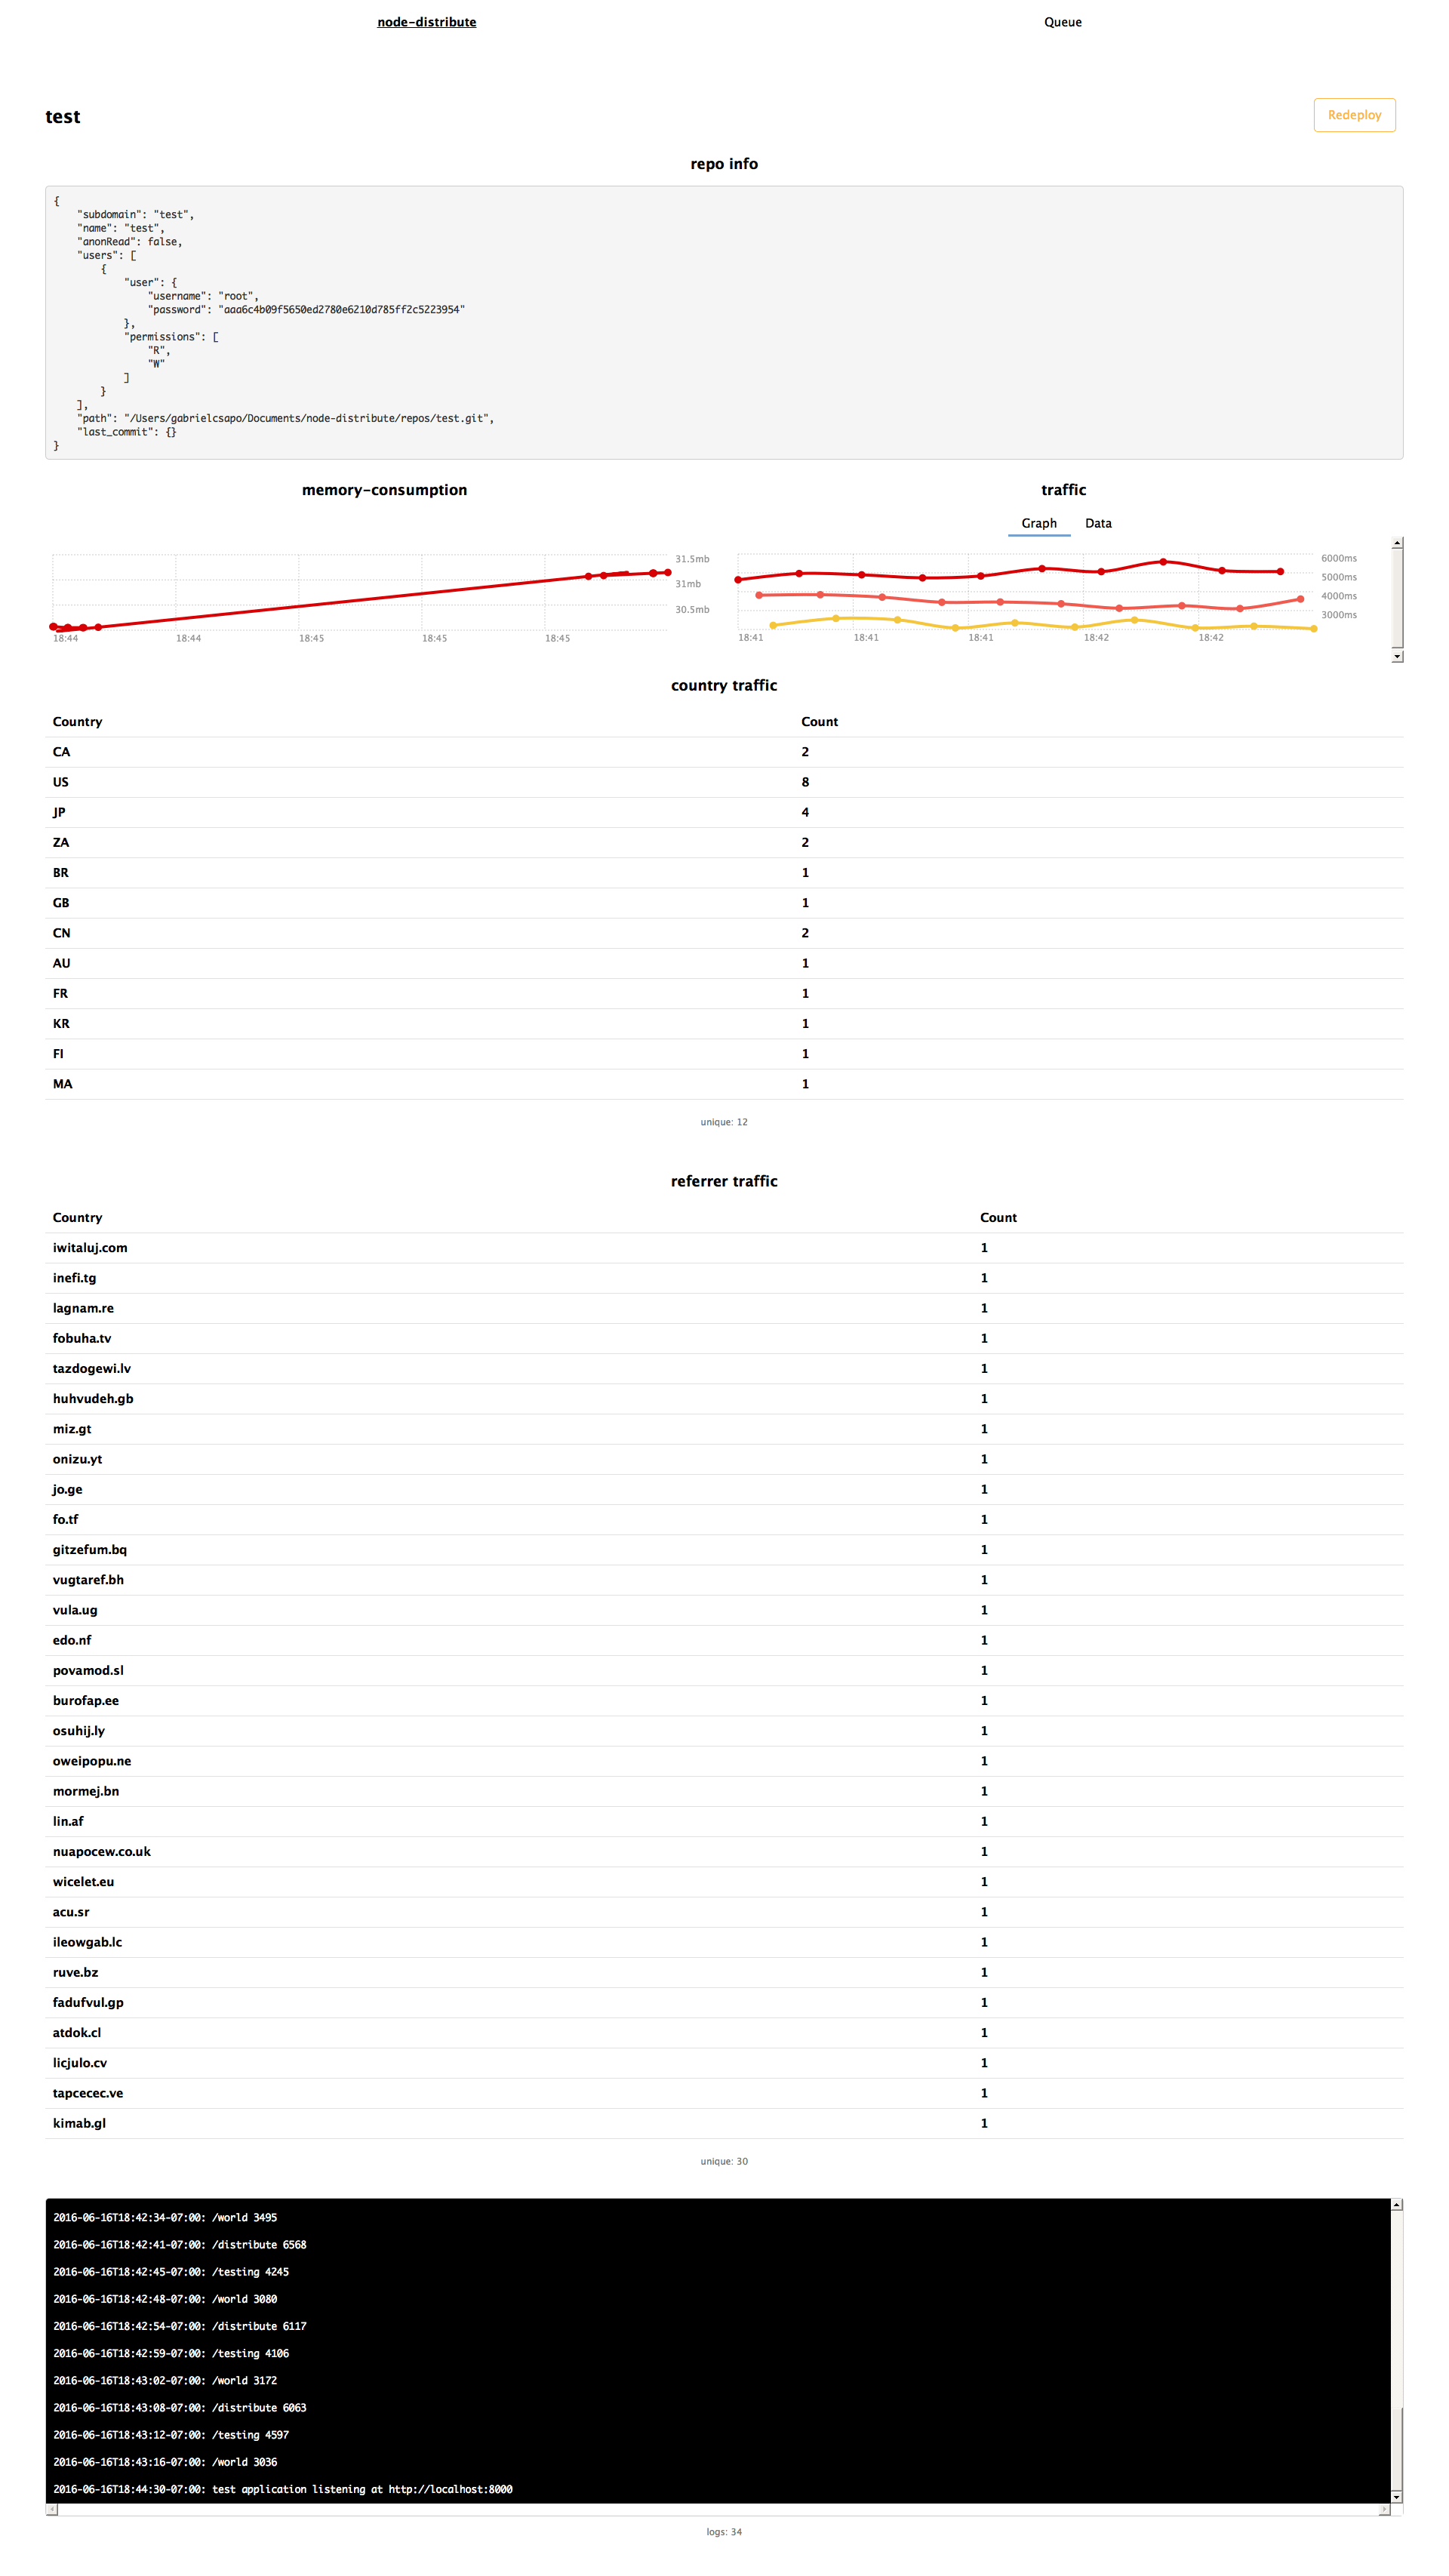 node-distribute Queue
test Redeploy
repo info
{
    "subdomain": "test",
    "name": "test",
    "anonRead": false,
    "users": [
        {
            "user": {
                "username": "root",
                "password": "aaa6c4b09f5650ed2780e6210d785ff2c5223954"
            },
            "permissions": [
                "R",
                "W"
            ]
        }
    ],
    "path": "/Users/gabrielcsapo/Documents/node-distribute/repos/test.git",
    "last_commit": {}
}
memory-consumption
31.5mb
31mb
30.5mb
18:44 18:44 18:45 18:45 18:45
traffic
Graph Data
6000ms
5000ms
4000ms
3000ms
18:41 18:41 18:41 18:42 18:42
country traffic
Country Count
CA 2
US 8
JP 4
ZA 2
BR 1
GB 1
CN 2
AU 1
FR 1
KR 1
FI 1
MA 1
unique: 12
referrer traffic
Country Count
iwitaluj.com 1
inefi.tg 1
lagnam.re 1
fobuha.tv 1
tazdogewi.lv 1
huhvudeh.gb 1
miz.gt 1
onizu.yt 1
jo.ge 1
fo.tf 1
gitzefum.bq 1
vugtaref.bh 1
vula.ug 1
edo.nf 1
povamod.sl 1
burofap.ee 1
osuhij.ly 1
oweipopu.ne 1
mormej.bn 1
lin.af 1
nuapocew.co.uk 1
wicelet.eu 1
acu.sr 1
ileowgab.lc 1
ruve.bz 1
fadufvul.gp 1
atdok.cl 1
licjulo.cv 1
tapcecec.ve 1
kimab.gl 1
unique: 30
2016-06-16T18:42:34-07:00: /world 3495
2016-06-16T18:42:41-07:00: /distribute 6568
2016-06-16T18:42:45-07:00: /testing 4245
2016-06-16T18:42:48-07:00: /world 3080
2016-06-16T18:42:54-07:00: /distribute 6117
2016-06-16T18:42:59-07:00: /testing 4106
2016-06-16T18:43:02-07:00: /world 3172
2016-06-16T18:43:08-07:00: /distribute 6063
2016-06-16T18:43:12-07:00: /testing 4597
2016-06-16T18:43:16-07:00: /world 3036
2016-06-16T18:44:30-07:00: test application listening at http://localhost:8000
logs: 34